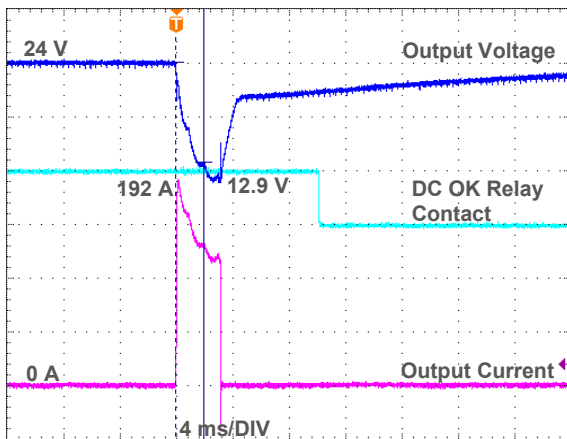 T
24 V
Output Voltage
192 A
12.9 V
DC OK Relay
Contact
0 A
Output Current
4 ms/DIV